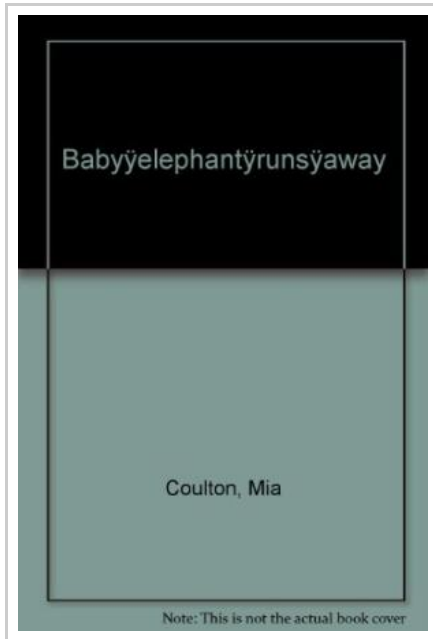 Babyÿelephantÿrunsÿaway
Coulton, Mia
Note: This is not the actual book cover